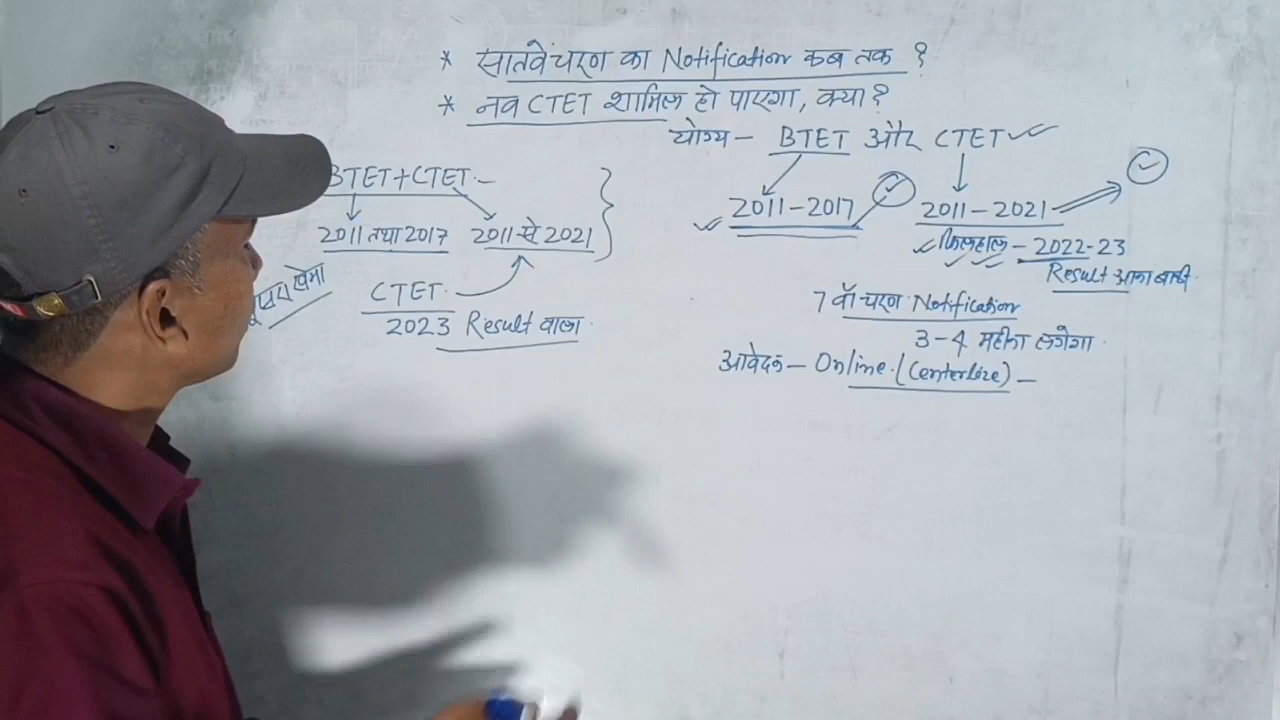 * सातवें चरण का Notification कब तक ?
* नव CTET शामिल हो पाएगा, क्या ?
योग्य - BTET और CTET
BTET+CTET -
2011 तथा 2017 2011 से 2021
खेमा
CTET
2023 Result वाला
2011-2017 2011-2021
फिलहाल - 2022-23
Result आना बाकी
7 वाँ चरण Notification
3-4 महीना लगेगा
आवेदन - Online. (Centerlize) -